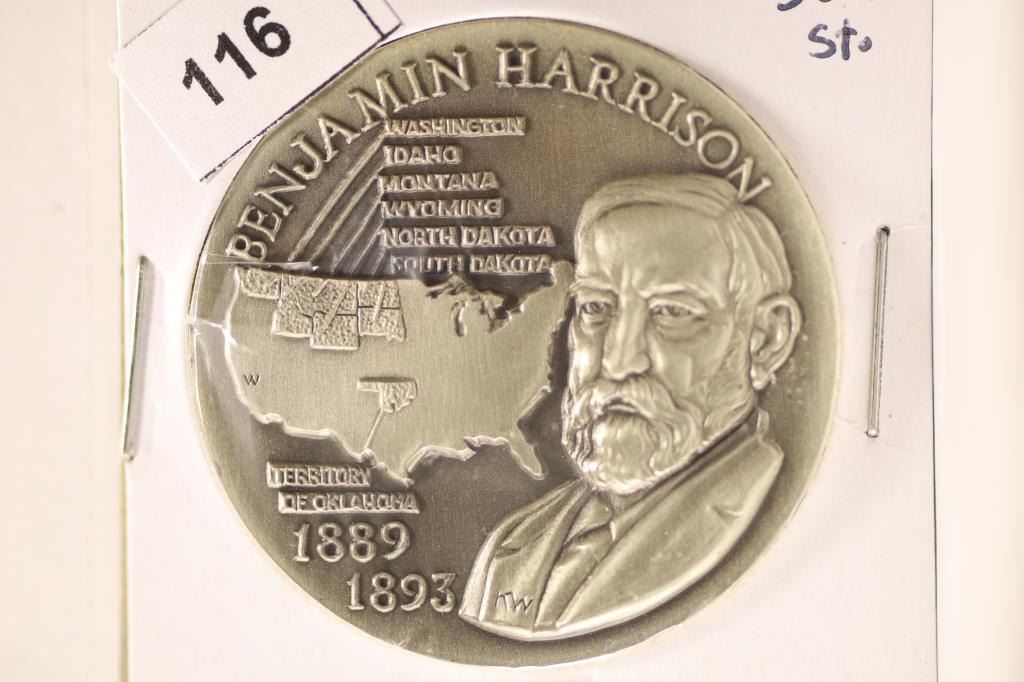 116
St.
BENJAMIN HARRISON
WASHINGTON
IDAHO
MONTANA
WYOMING
NORTH DAKOTA
SOUTH DAKOTA
W
TERRITORY
OF OKLAHOMA
1889
1893
KW